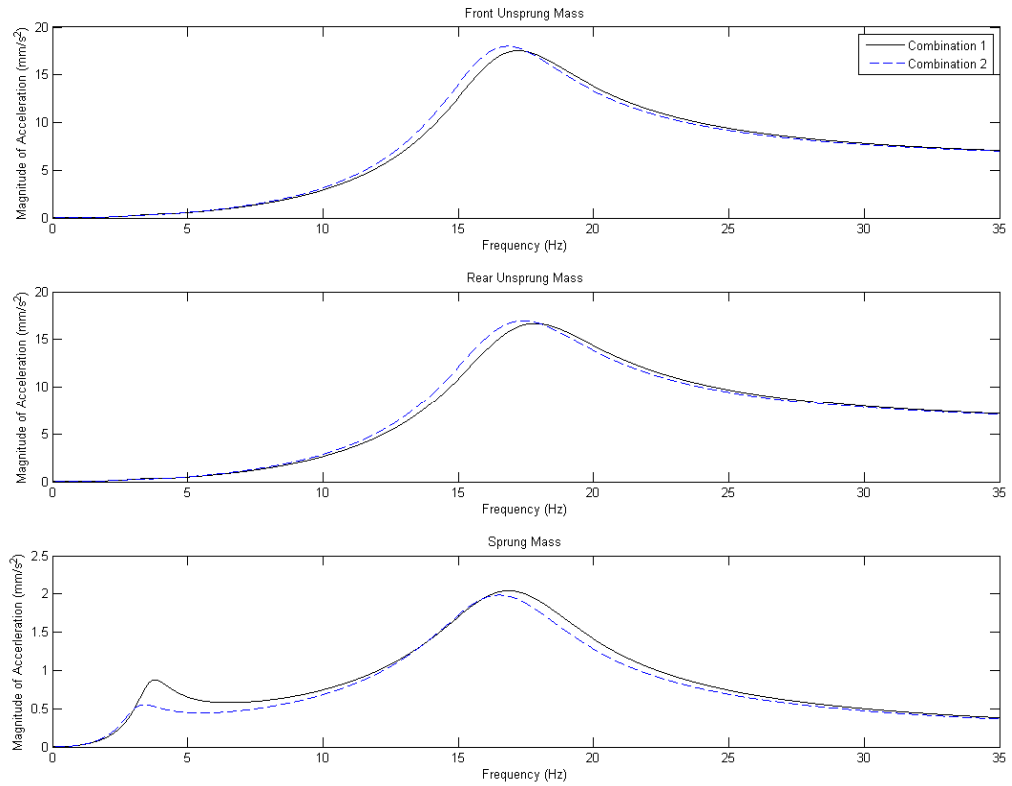 Front Unsprung Mass
Magnitude of Acceleration (mm/s²)
20
15
10
5
0
0 5 10 15 20 25 30 35
Frequency (Hz)
Combination 1
Combination 2
Rear Unsprung Mass
Magnitude of Acceleration (mm/s²)
20
15
10
5
0
0 5 10 15 20 25 30 35
Frequency (Hz)
Sprung Mass
Magnitude of Accerleration (mm/s²)
2.5
2
1.5
1
0.5
0
0 5 10 15 20 25 30 35
Frequency (Hz)